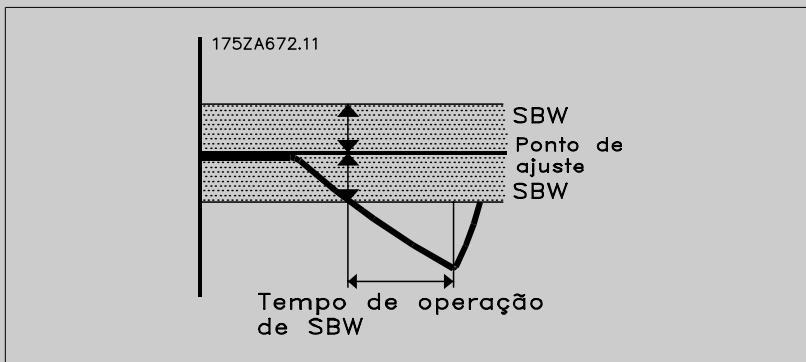 175ZA672.11
SBW
Ponto de
ajuste
SBW
Tempo de operação
de SBW